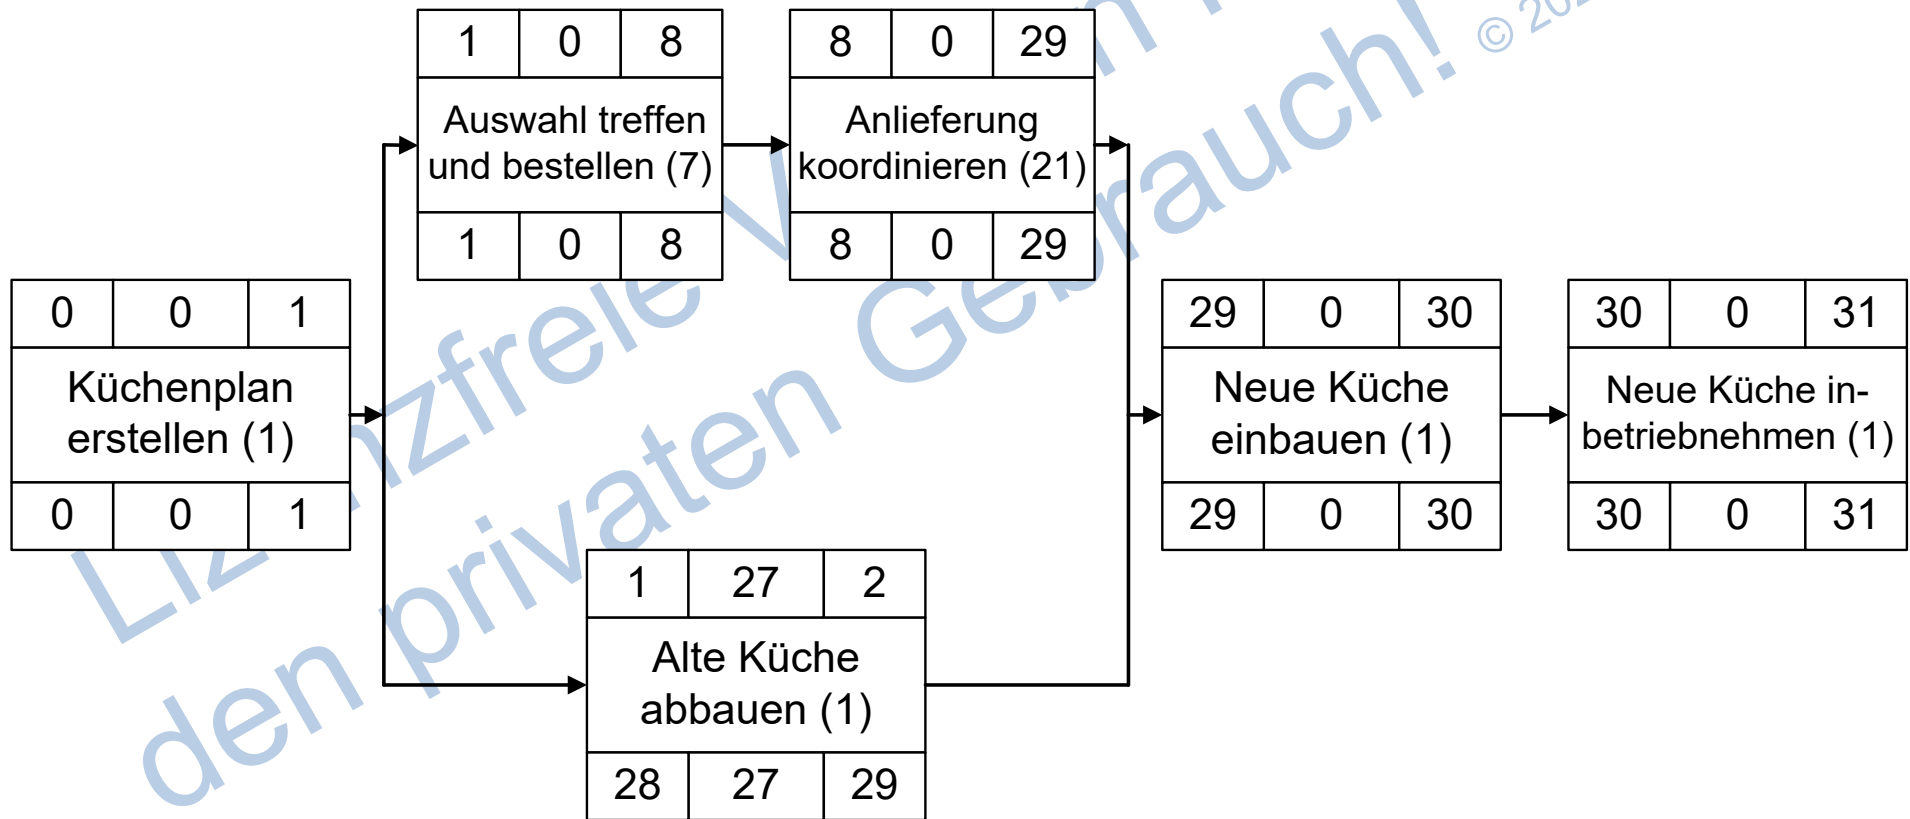 1 0 8
Auswahl treffen
und bestellen (7)
1 0 8
8 0 29
Anlieferung
koordinieren (21)
8 0 29
0 0 1
Küchenplan
erstellen (1)
0 0 1
1 27 2
Alte Küche
abbauen (1)
28 27 29
29 0 30
Neue Küche
einbauen (1)
29 0 30
30 0 31
Neue Küche in-
betriebnehmen (1)
30 0 31
den privaten Gebrauch!
©